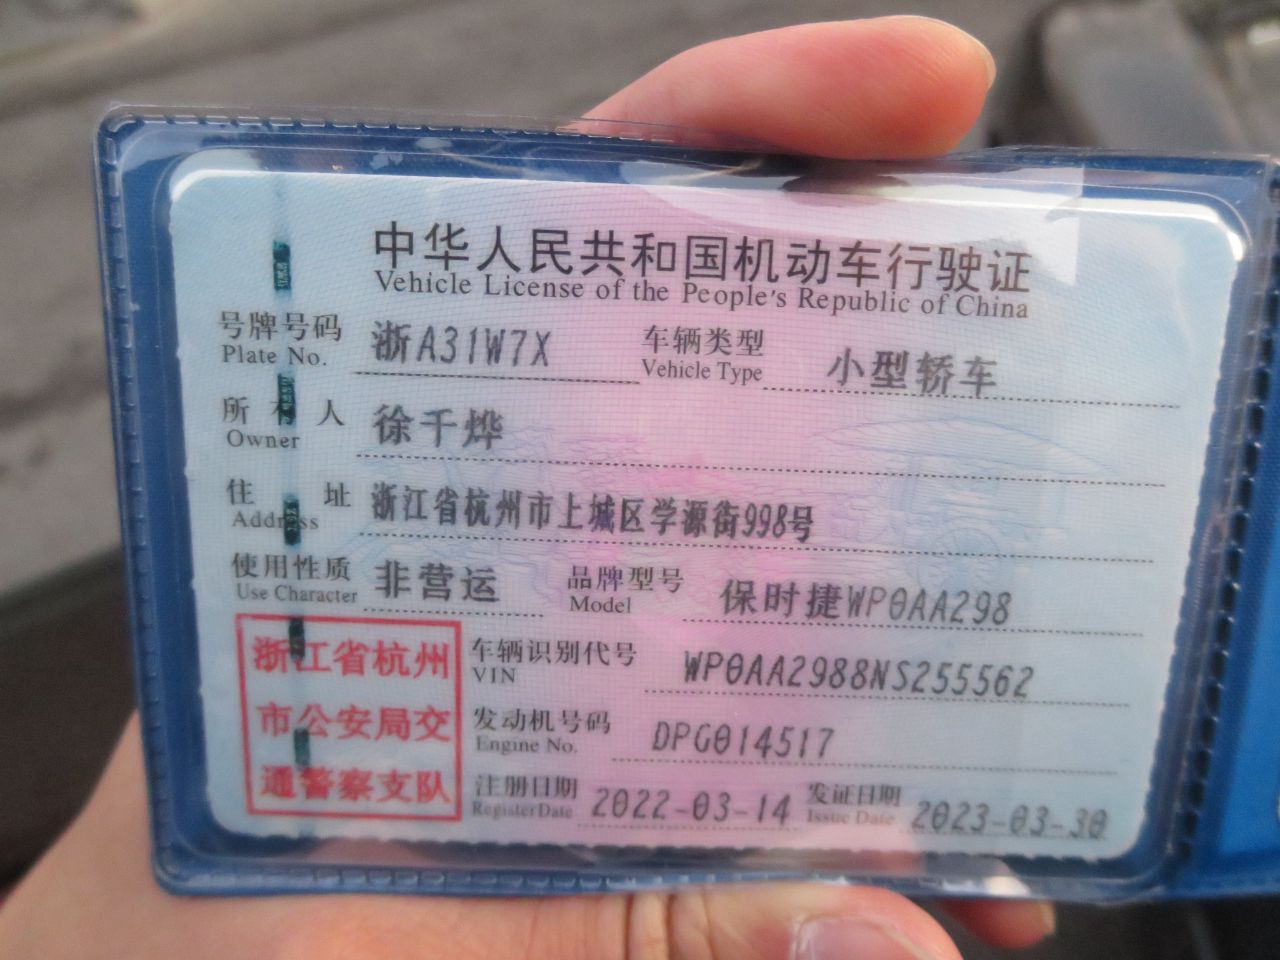 中华人民共和国机动车行驶证
Vehicle License of the People's Republic of China
号牌号码 浙A31W7X 车辆类型 小型轿车
Plate No. Vehicle Type
所有人 徐千烨
Owner
住址 浙江省杭州市上城区学源街998号
Address
使用性质 非营运 品牌型号 保时捷WP0AA298
Use Character Model
浙江省杭州
市公安局交
通警察支队
车辆识别代号 WP0AA2988NS255562
VIN
发动机号码 DPG014517
Engine No.
注册日期 2022-03-14 发证日期 2023-03-30
Register Date Issue Date